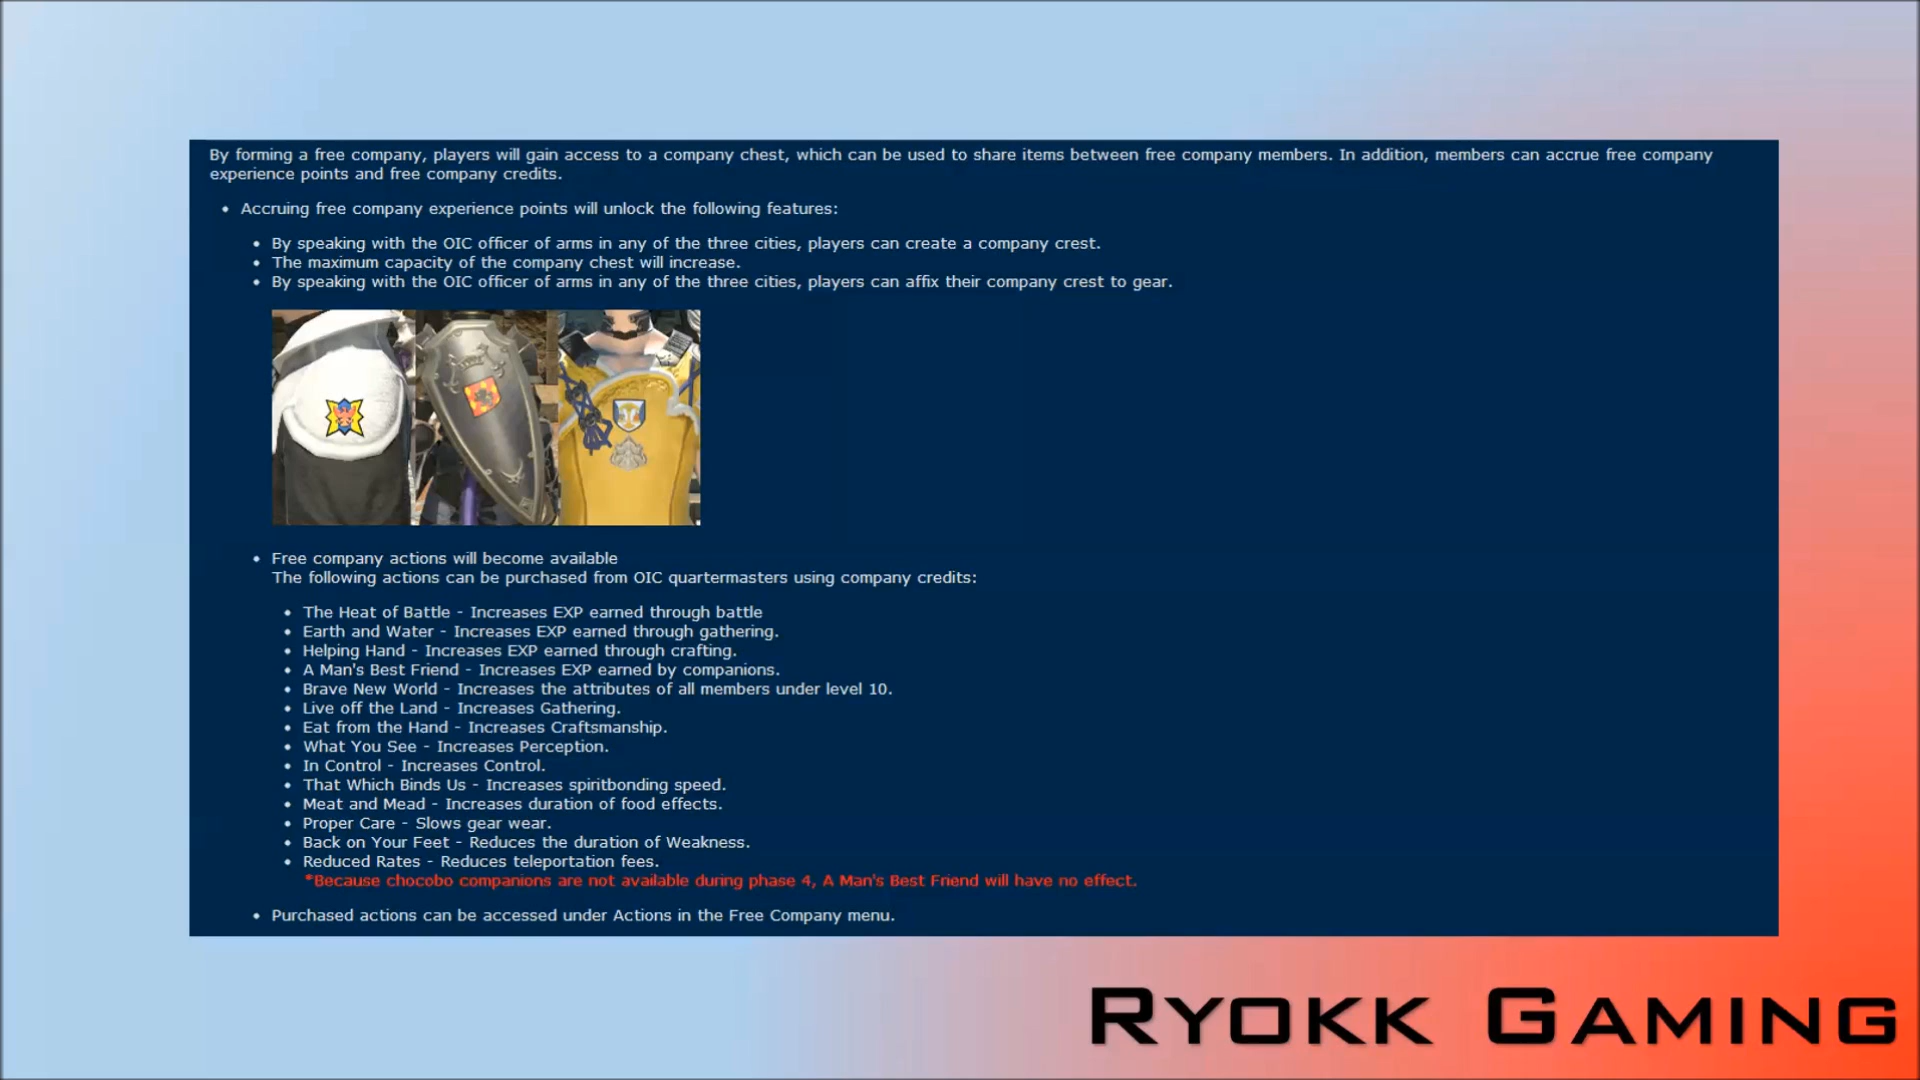 By forming a free company, players will gain access to a company chest, which can be used to share items between free company members. In addition, members can accrue free company
experience points and free company credits.
• Accruing free company experience points will unlock the following features:
• By speaking with the OIC officer of arms in any of the three cities, players can create a company crest.
• The maximum capacity of the company chest will increase.
• By speaking with the OIC officer of arms in any of the three cities, players can affix their company crest to gear.
• Free company actions will become available
The following actions can be purchased from OIC quartermasters using company credits:
• The Heat of Battle - Increases EXP earned through battle
• Earth and Water - Increases EXP earned through gathering.
• Helping Hand - Increases EXP earned through crafting.
• A Man's Best Friend - Increases EXP earned by companions.
• Brave New World - Increases the attributes of all members under level 10.
• Live off the Land - Increases Gathering.
• Eat from the Hand - Increases Craftsmanship.
• What You See - Increases Perception.
• In Control - Increases Control.
• That Which Binds Us - Increases spiritbonding speed.
• Meat and Mead - Increases duration of food effects.
• Proper Care - Slows gear wear.
• Back on Your Feet - Reduces the duration of Weakness.
• Reduced Rates - Reduces teleportation fees.
*Because chocobo companions are not available during phase 4, A Man's Best Friend will have no effect.
• Purchased actions can be accessed under Actions in the Free Company menu.
Ryokk Gaming